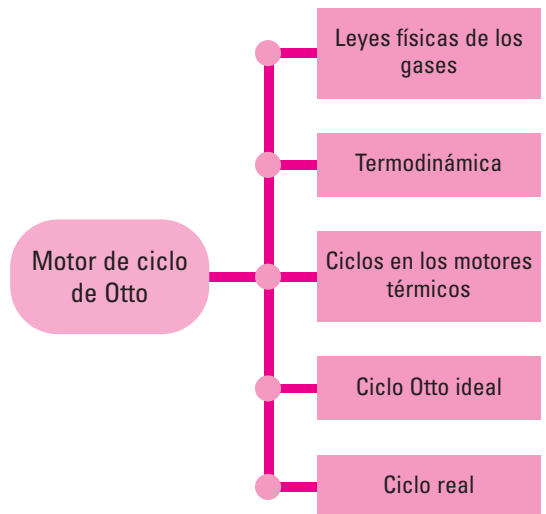 Motor de ciclo
de Otto
Leyes físicas de los
gases
Termodinámica
Ciclos en los motores
térmicos
Ciclo Otto ideal
Ciclo real